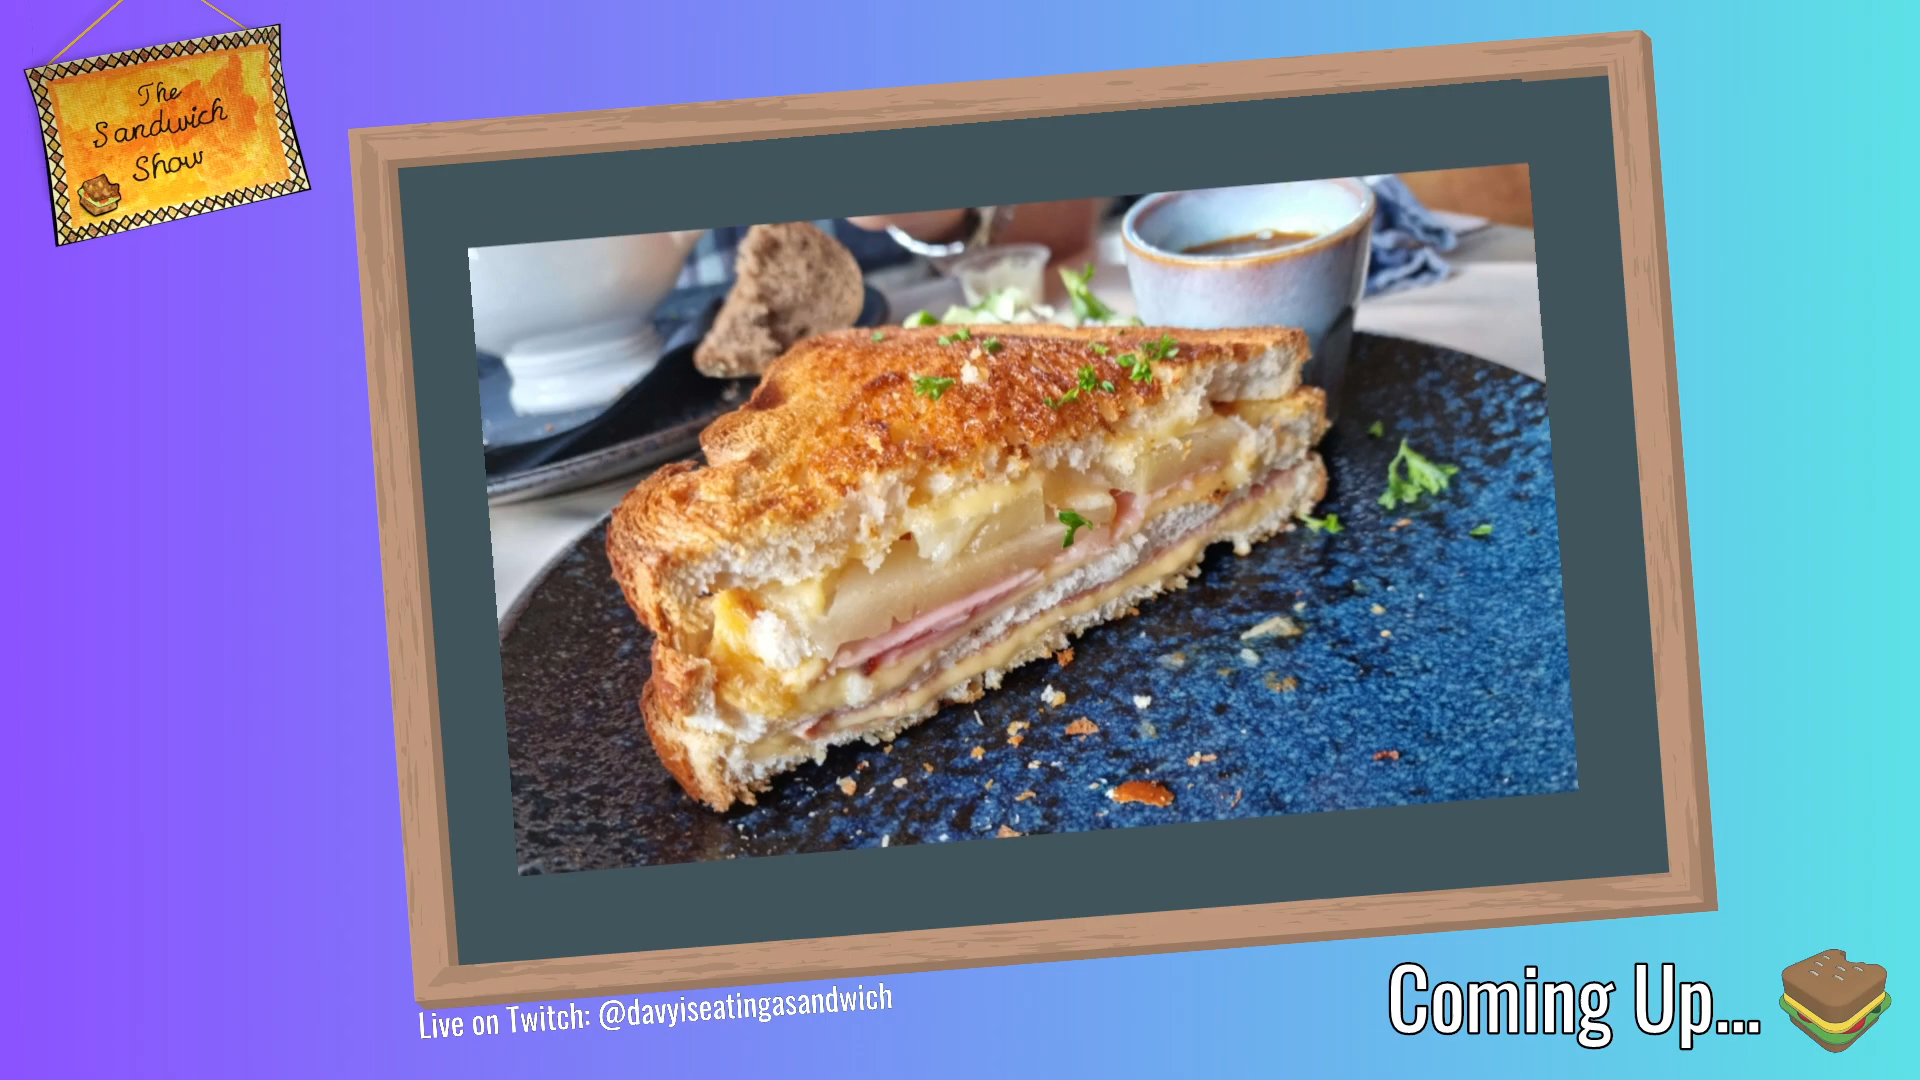 The
Sandwich
Show
Live on Twitch: @davyiseatingasandwich
Coming Up...